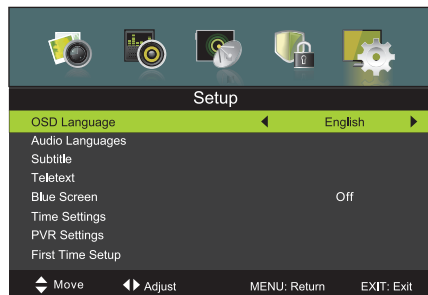 Setup
OSD Language English
Audio Languages
Subtitle
Teletext
Blue Screen Off
Time Settings
PVR Settings
First Time Setup
Move Adjust MENU: Return EXIT: Exit